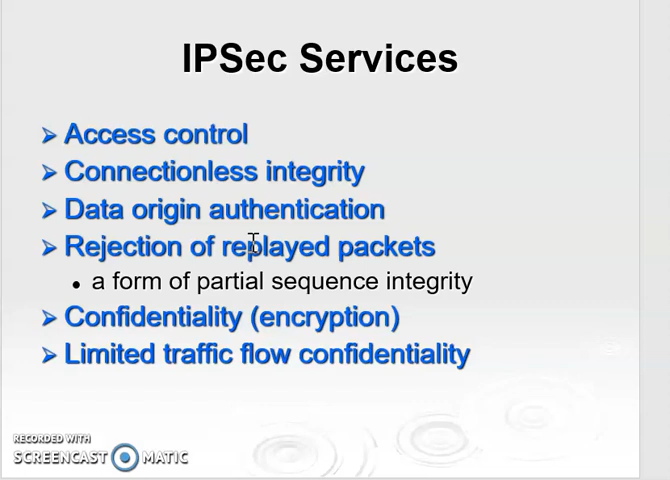 IPSec Services
Access control
Connectionless integrity
Data origin authentication
Rejection of replayed packets
a form of partial sequence integrity
Confidentiality (encryption)
Limited traffic flow confidentiality
RECORDED WITH
SCREENCAST MATIC